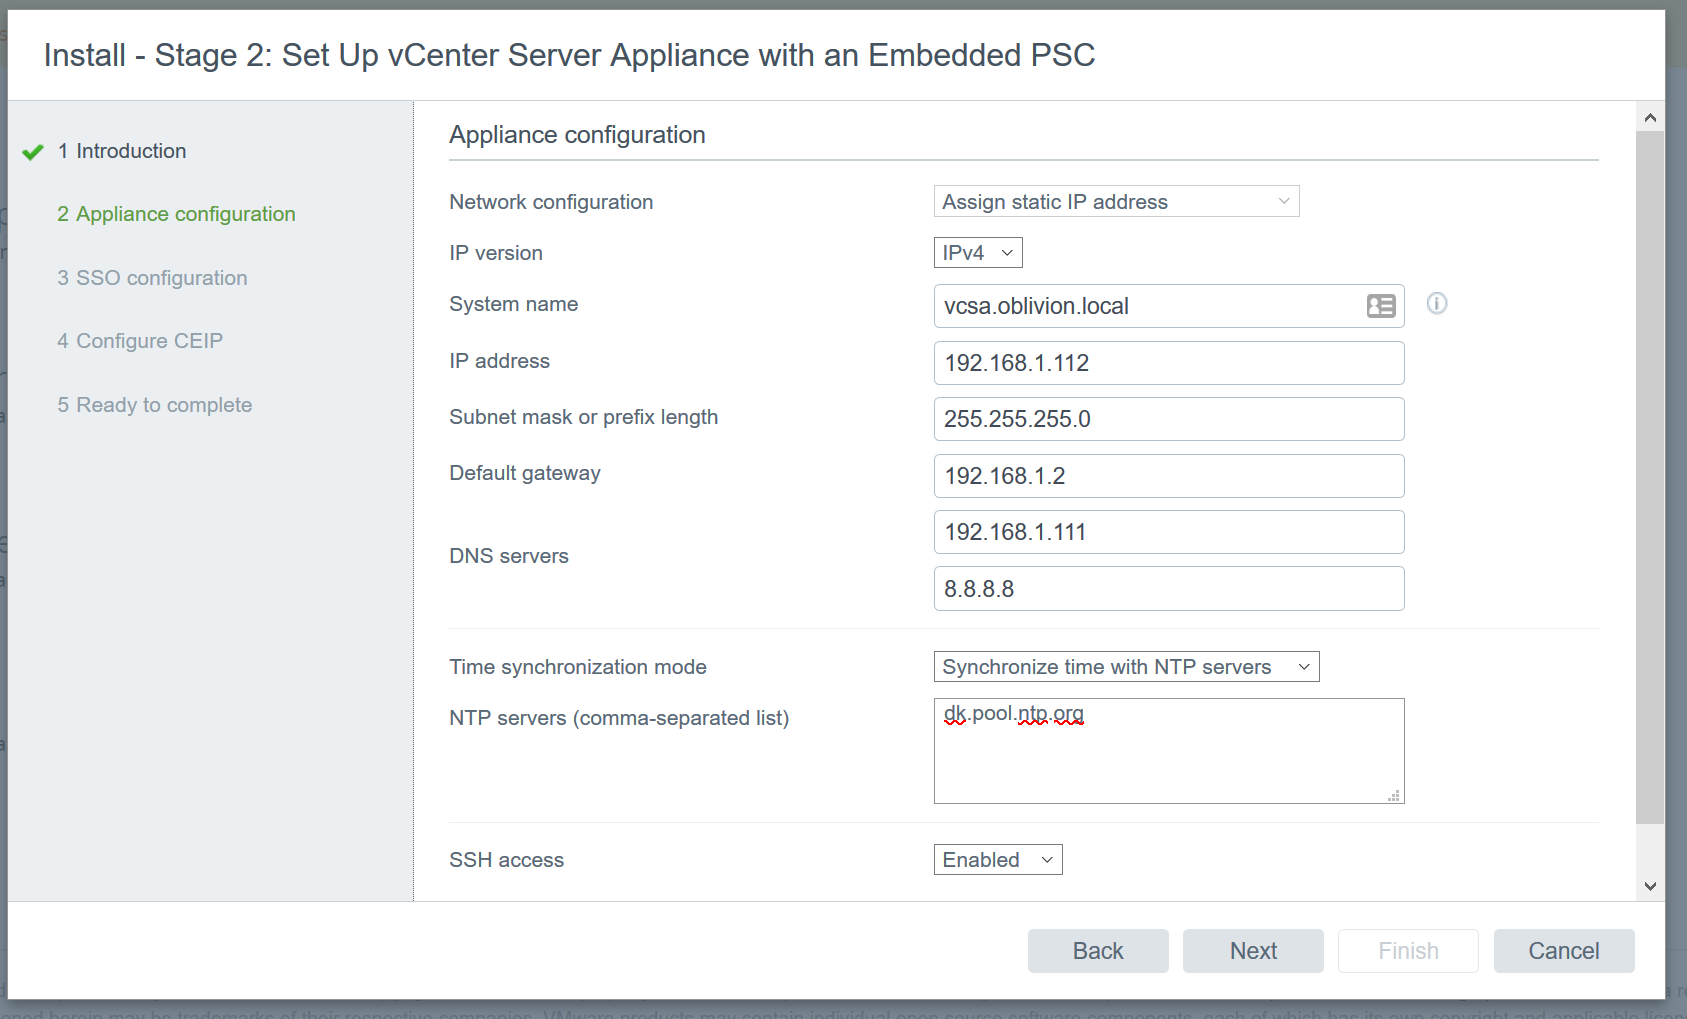 Install - Stage 2: Set Up vCenter Server Appliance with an Embedded PSC
1 Introduction
2 Appliance configuration
3 SSO configuration
4 Configure CEIP
5 Ready to complete
Appliance configuration
Network configuration
Assign static IP address
IP version
IPv4
System name
vcsa.oblivion.local
IP address
192.168.1.112
Subnet mask or prefix length
255.255.255.0
Default gateway
192.168.1.2
DNS servers
192.168.1.111
8.8.8.8
Time synchronization mode
Synchronize time with NTP servers
NTP servers (comma-separated list)
dk.pool.ntp.org
SSH access
Enabled
Back
Next
Finish
Cancel
herein may be trademarks of their respective companies. VMware products may contain individual open source software components, each of which has its own copyright and applicable